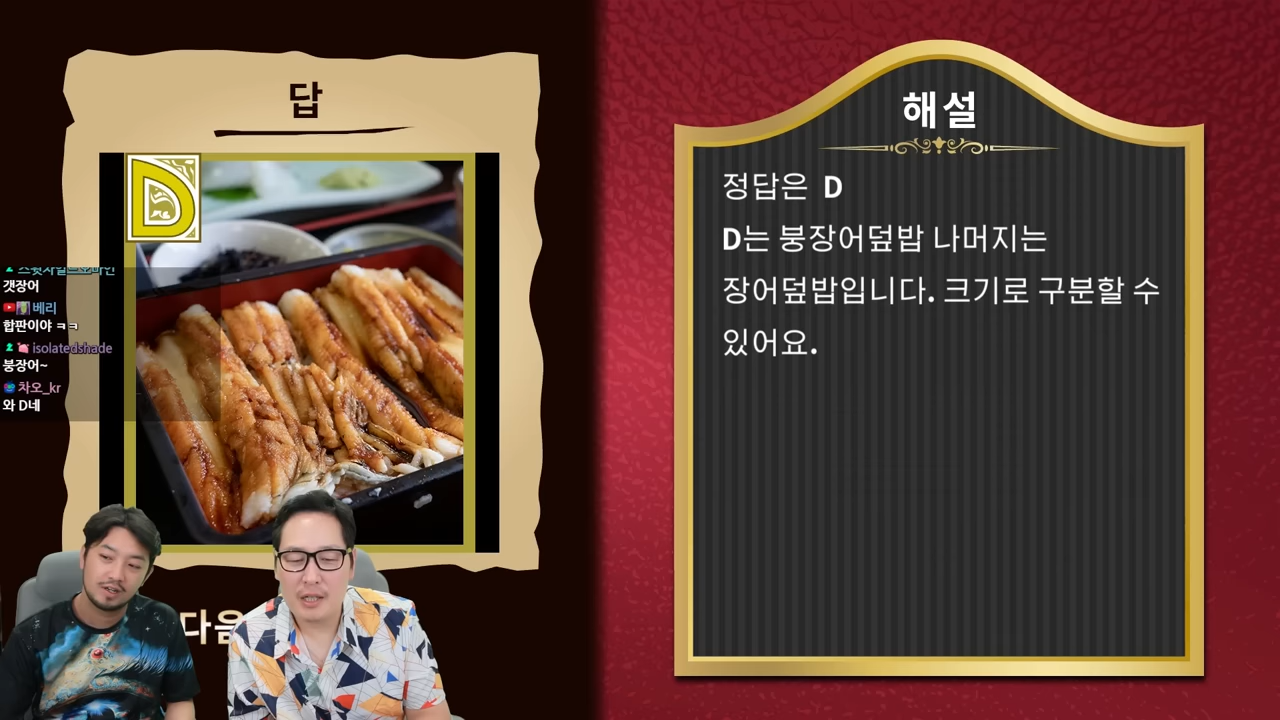 답
D
갯장어
베리
합판이야 ㅋㅋ
isolatedshade
붕장어~
차오_kr
와 D네
다음
해설
정답은 D
D는 붕장어덮밥 나머지는
장어덮밥입니다. 크기로 구분할 수
있어요.